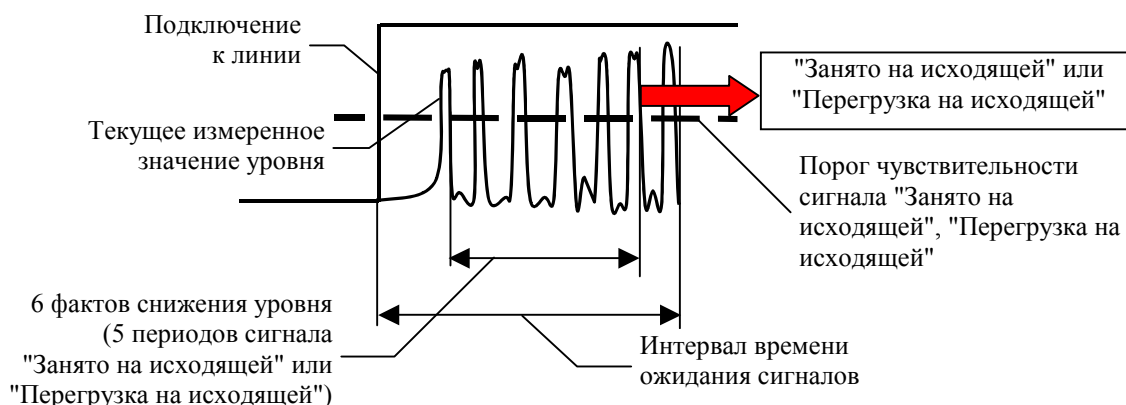 Подключение
к линии
Текущее измеренное
значение уровня
"Занято на исходящей" или
"Перегрузка на исходящей"
Порог чувствительности
сигнала "Занято на
исходящей", "Перегрузка на
исходящей"
6 фактов снижения уровня
(5 периодов сигнала
"Занято на исходящей" или
"Перегрузка на исходящей")
Интервал времени
ожидания сигналов